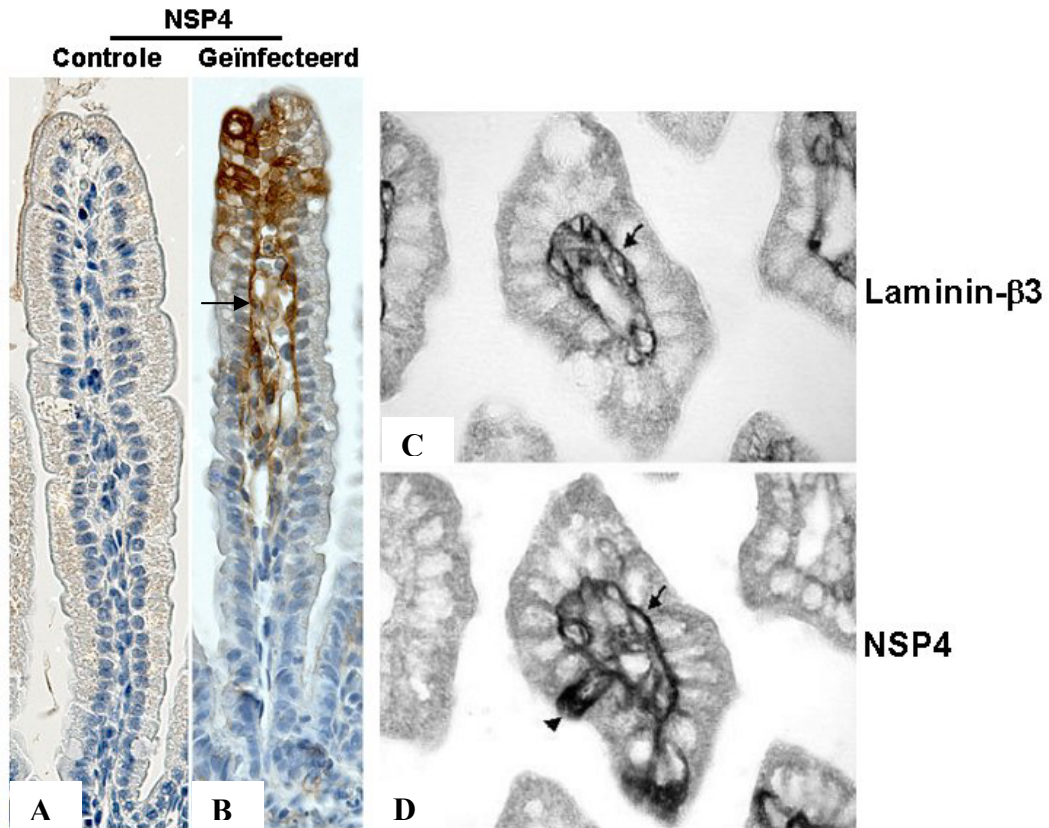 NSP4
Controle Geïnfecteerd
Laminin-β3
C
NSP4
A B D